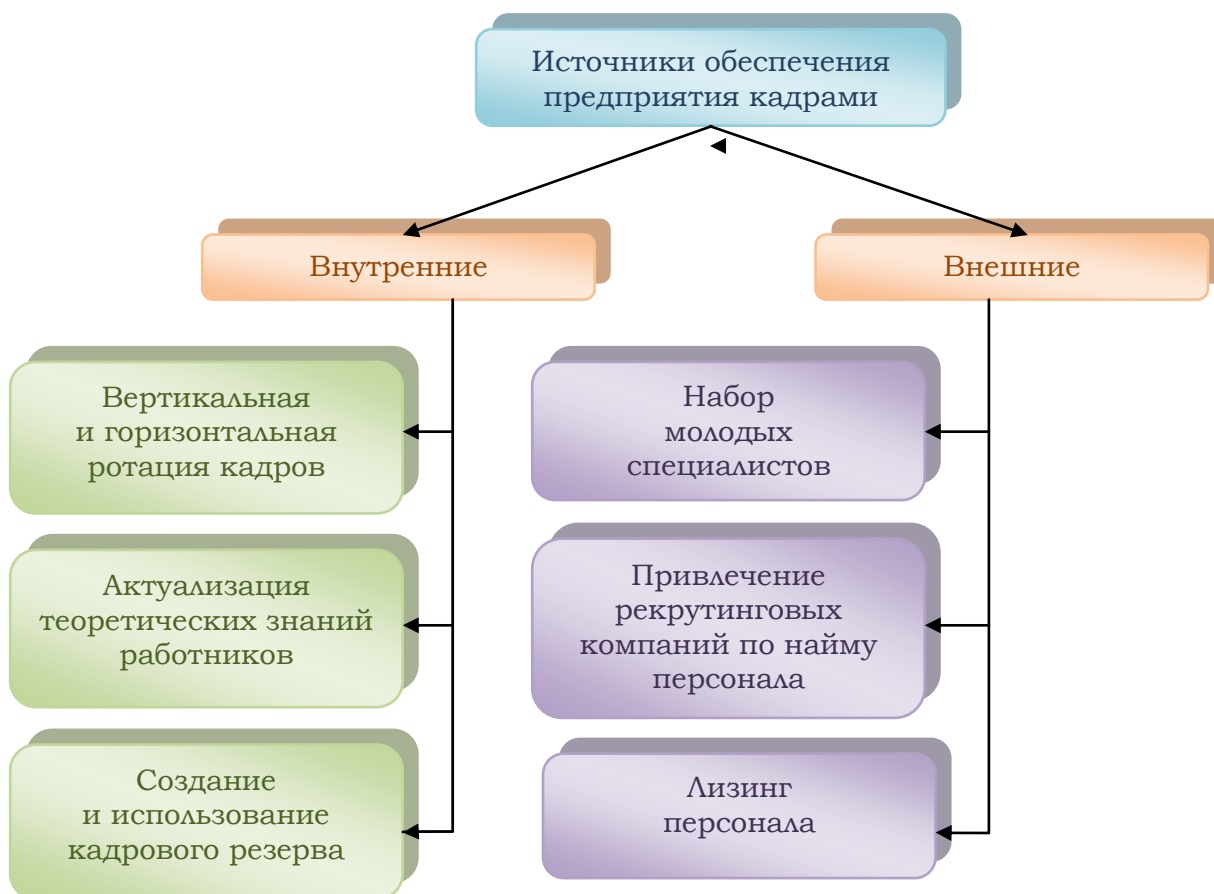 Источники обеспечения
предприятия кадрами
Внутренние
Внешние
Вертикальная
и горизонтальная
ротация кадров
Актуализация
теоретических знаний
работников
Создание
и использование
кадрового резерва
Набор
молодых
специалистов
Привлечение
рекрутинговых
компаний по найму
персонала
Лизинг
персонала